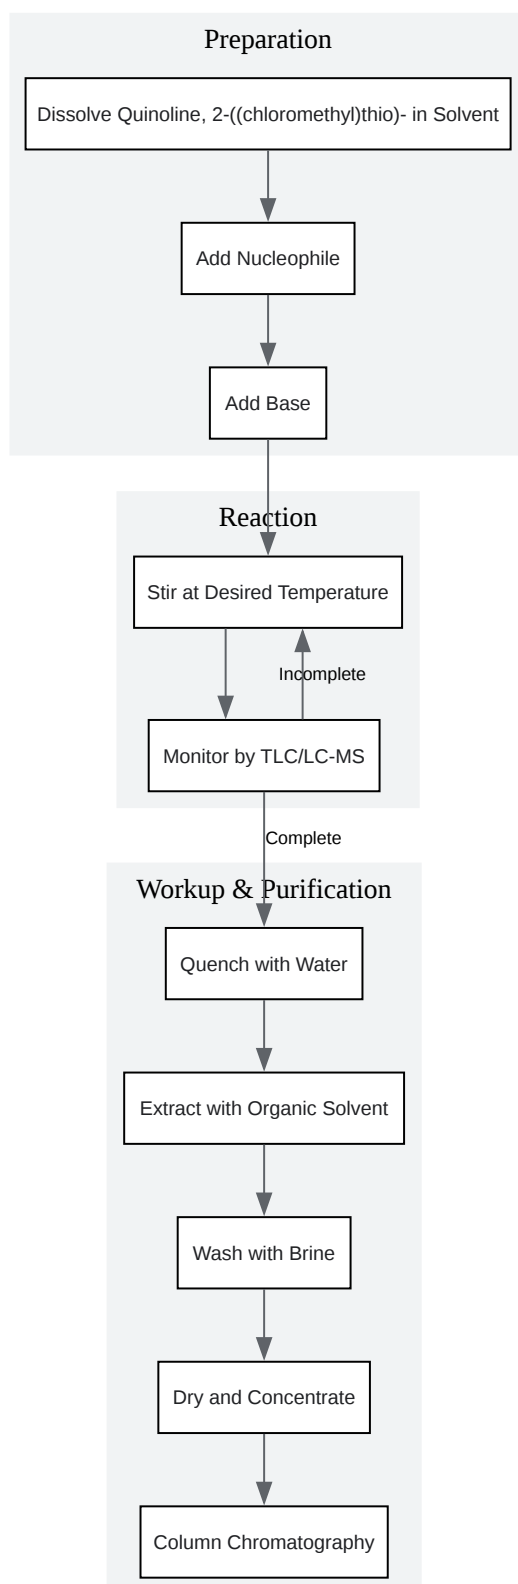 Preparation
Dissolve Quinoline, 2-((chloromethyl)thio)- in Solvent
Add Nucleophile
Add Base
Reaction
Stir at Desired Temperature
Incomplete
Monitor by TLC/LC-MS
Complete
Workup & Purification
Quench with Water
Extract with Organic Solvent
Wash with Brine
Dry and Concentrate
Column Chromatography